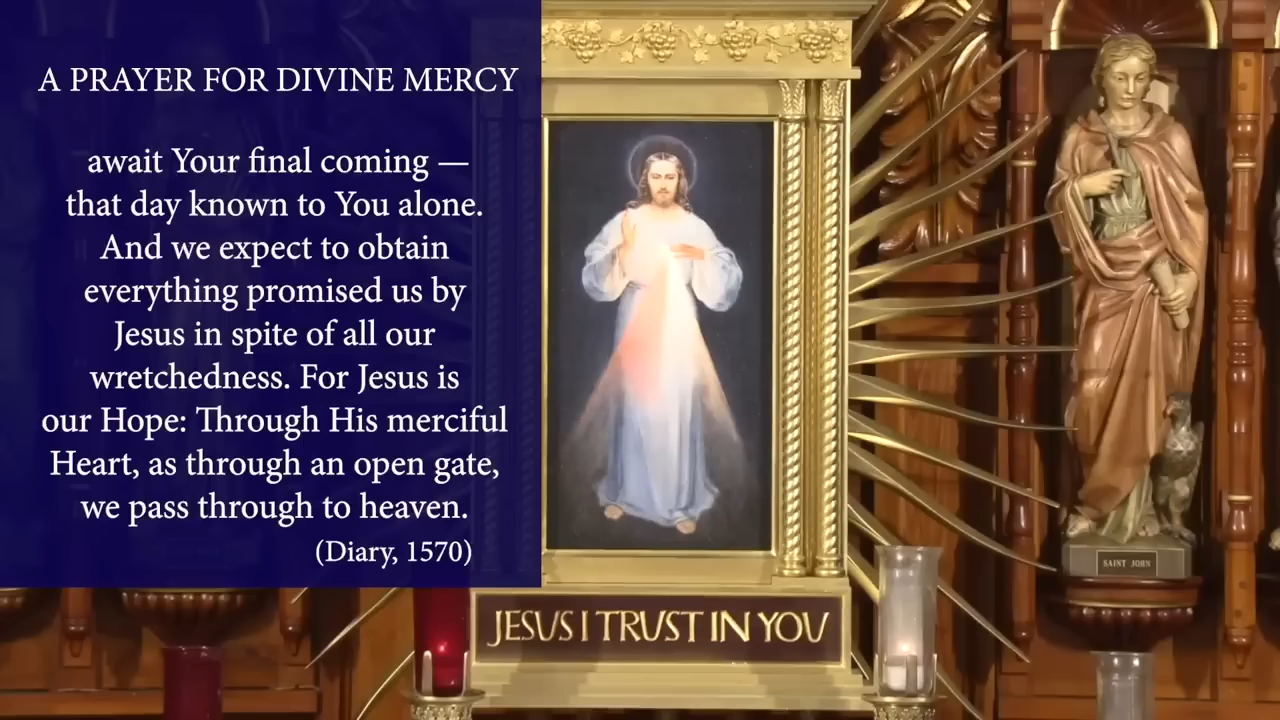 A PRAYER FOR DIVINE MERCY
await Your final coming —
that day known to You alone.
And we expect to obtain
everything promised us by
Jesus in spite of all our
wretchedness. For Jesus is
our Hope: Through His merciful
Heart, as through an open gate,
we pass through to heaven.
(Diary, 1570)
JESUS I TRUST IN YOU
SAINT JOHN